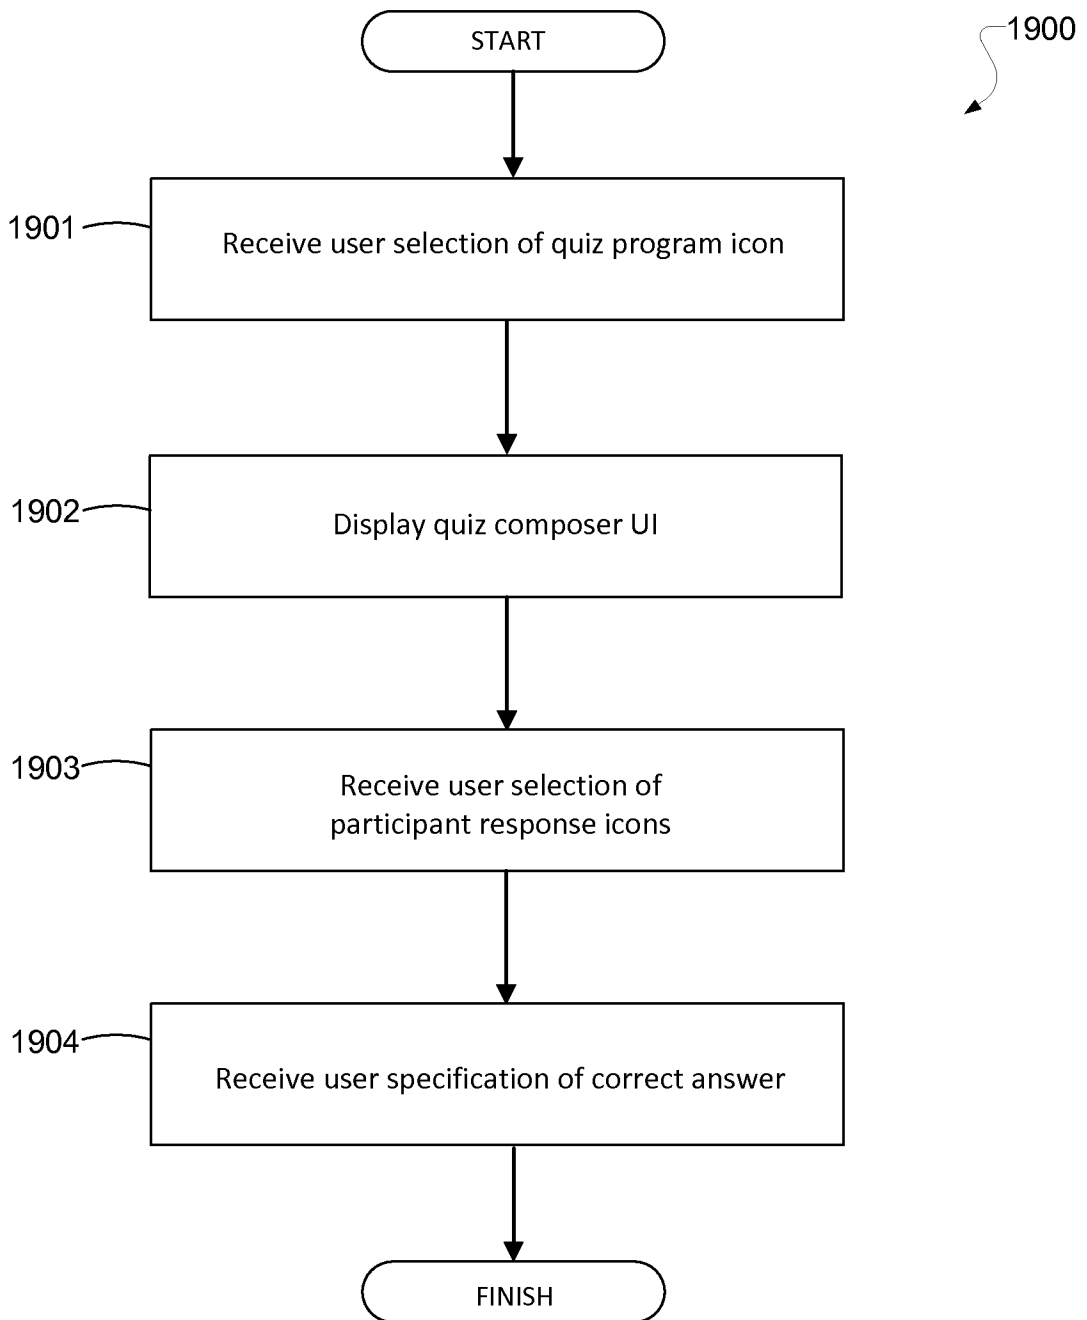 START
1900
1901
Receive user selection of quiz program icon
1902
Display quiz composer UI
1903
Receive user selection of
participant response icons
1904
Receive user specification of correct answer
FINISH